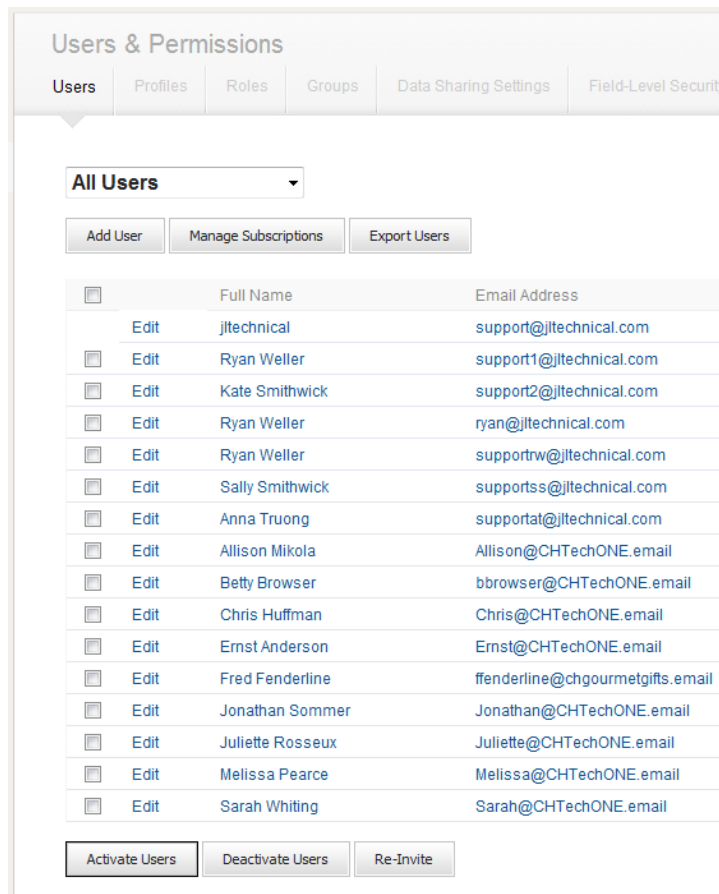 Users & Permissions
Users Profiles Roles Groups Data Sharing Settings Field-Level Securit
All Users
Add User Manage Subscriptions Export Users
Full Name Email Address
Edit jltechnical support@jltechnical.com
Edit Ryan Weller support1@jltechnical.com
Edit Kate Smithwick support2@jltechnical.com
Edit Ryan Weller ryan@jltechnical.com
Edit Ryan Weller supportrw@jltechnical.com
Edit Sally Smithwick supportss@jltechnical.com
Edit Anna Truong supportat@jltechnical.com
Edit Allison Mikola Allison@CHTechONE.email
Edit Betty Browser bbrowser@CHTechONE.email
Edit Chris Huffman Chris@CHTechONE.email
Edit Ernst Anderson Ernst@CHTechONE.email
Edit Fred Fenderline ffenderline@chgourmetgifts.email
Edit Jonathan Sommer Jonathan@CHTechONE.email
Edit Juliette Rosseux Juliette@CHTechONE.email
Edit Melissa Pearce Melissa@CHTechONE.email
Edit Sarah Whiting Sarah@CHTechONE.email
Activate Users Deactivate Users Re-Invite